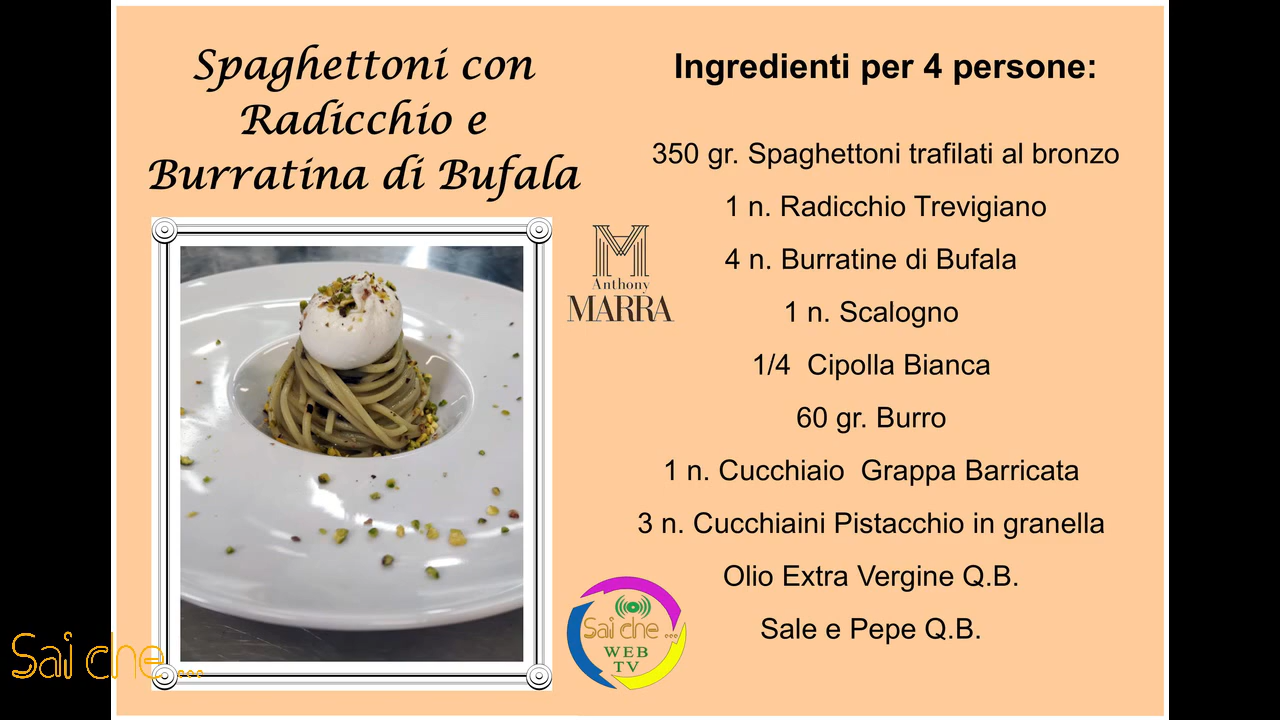 Spaghettoni con
Radicchio e
Burratina di Bufala
Ingredienti per 4 persone:
350 gr. Spaghettoni trafilati al bronzo
1 n. Radicchio Trevigiano
4 n. Burratine di Bufala
1 n. Scalogno
1/4  Cipolla Bianca
60 gr. Burro
1 n. Cucchiaio  Grappa Barricata
3 n. Cucchiaini Pistacchio in granella
Olio Extra Vergine Q.B.
Sale e Pepe Q.B.
M
Anthony
MARRA
Sai che ...
WEB
TV
Sai che ...